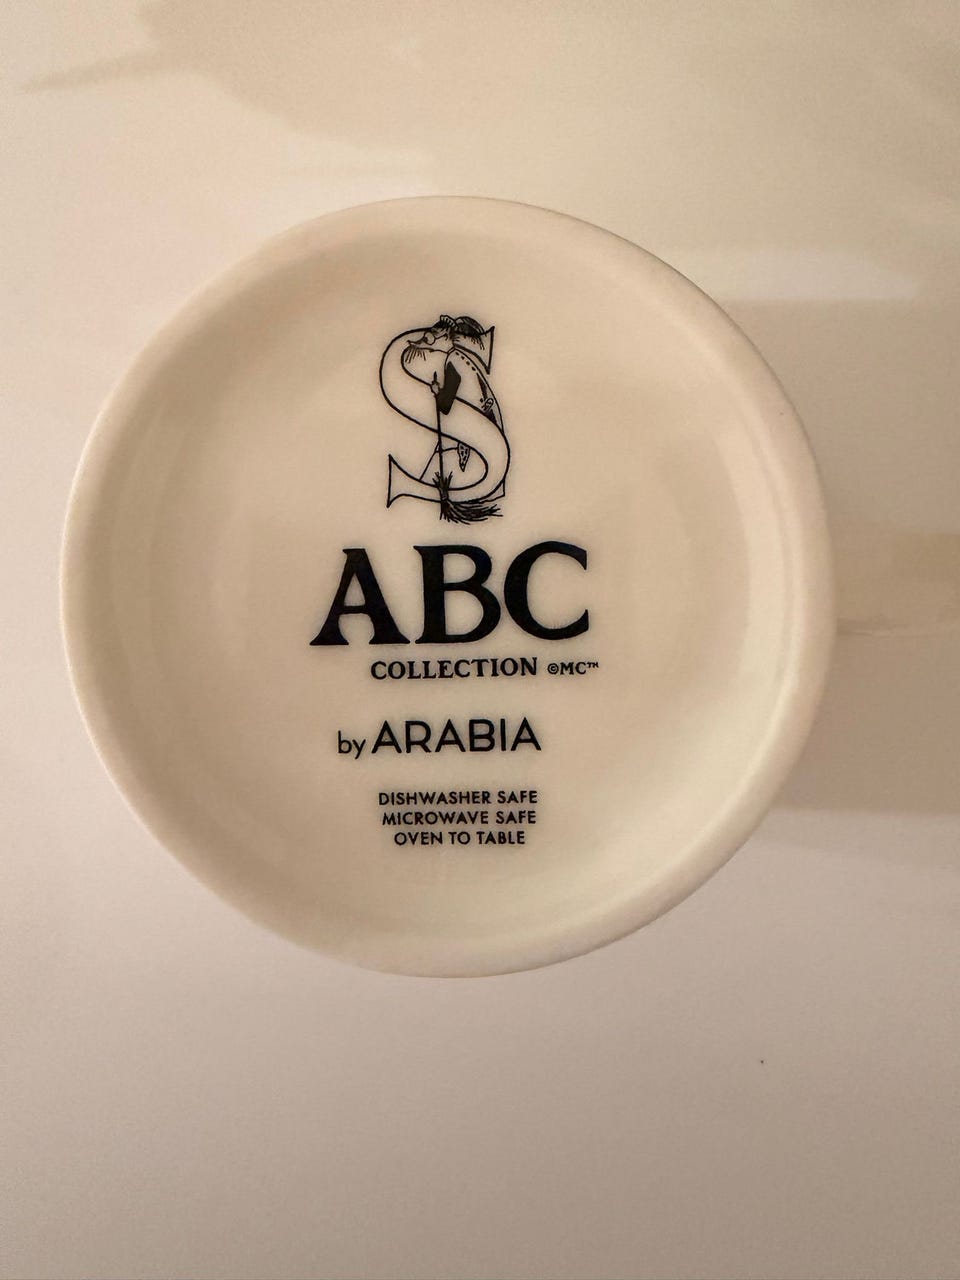 S
ABC
COLLECTION ©MC™
by ARABIA
DISHWASHER SAFE
MICROWAVE SAFE
OVEN TO TABLE